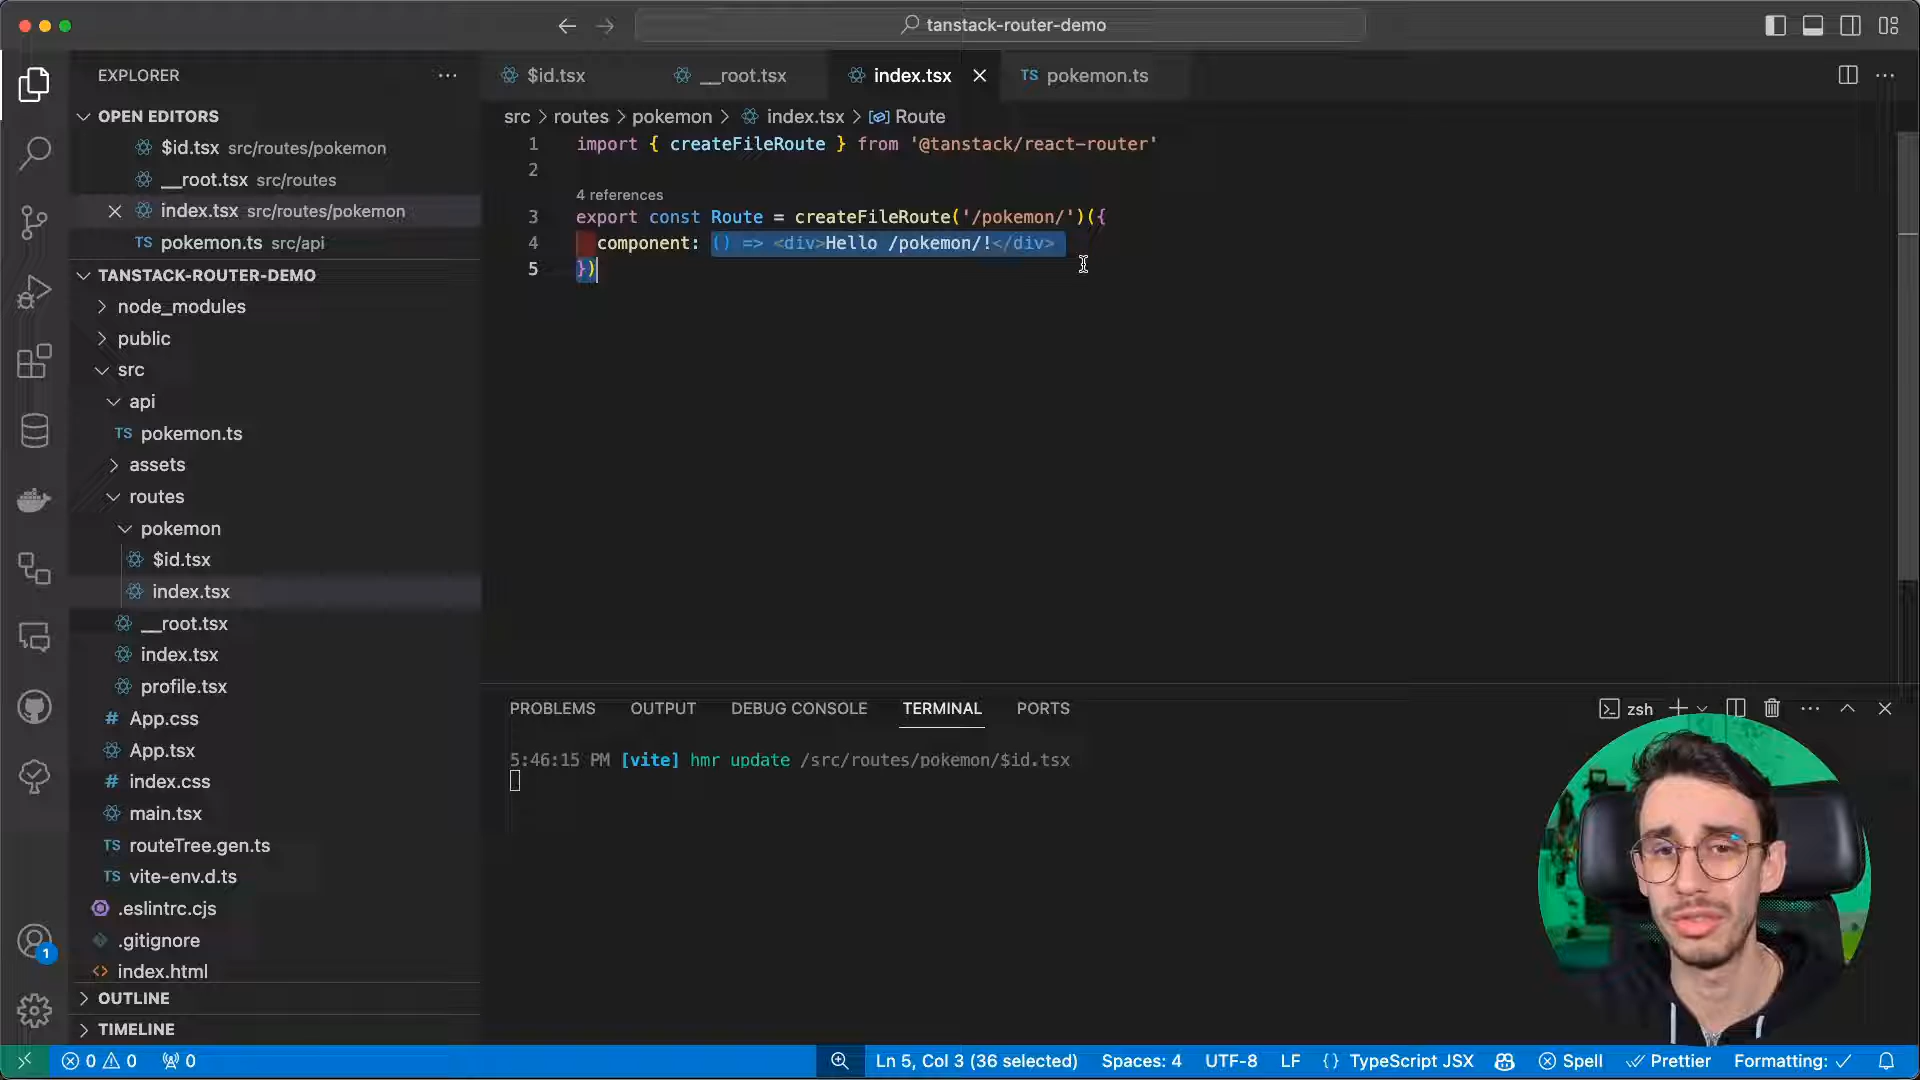 tanstack-router-demo
EXPLORER
OPEN EDITORS
$id.tsx src/routes/pokemon
__root.tsx src/routes
index.tsx src/routes/pokemon
TS pokemon.ts src/api
TANSTACK-ROUTER-DEMO
node_modules
public
src
api
TS pokemon.ts
assets
routes
pokemon
$id.tsx
index.tsx
__root.tsx
index.tsx
profile.tsx
# App.css
App.tsx
# index.css
main.tsx
TS routeTree.gen.ts
TS vite-env.d.ts
.eslintrc.cjs
.gitignore
<> index.html
OUTLINE
TIMELINE
1
$id.tsx __root.tsx index.tsx TS pokemon.ts
src > routes > pokemon > index.tsx > Route
1 import { createFileRoute } from '@tanstack/react-router'
2
4 references
3 export const Route = createFileRoute('/pokemon/')({
4 component: () => <div>Hello /pokemon/!</div>
5 })
PROBLEMS OUTPUT DEBUG CONSOLE TERMINAL PORTS
zsh
5:46:15 PM [vite] hmr update /src/routes/pokemon/$id.tsx
0 0 0 Ln 5, Col 3 (36 selected) Spaces: 4 UTF-8 LF {} TypeScript JSX Spell Prettier Formatting: ✓